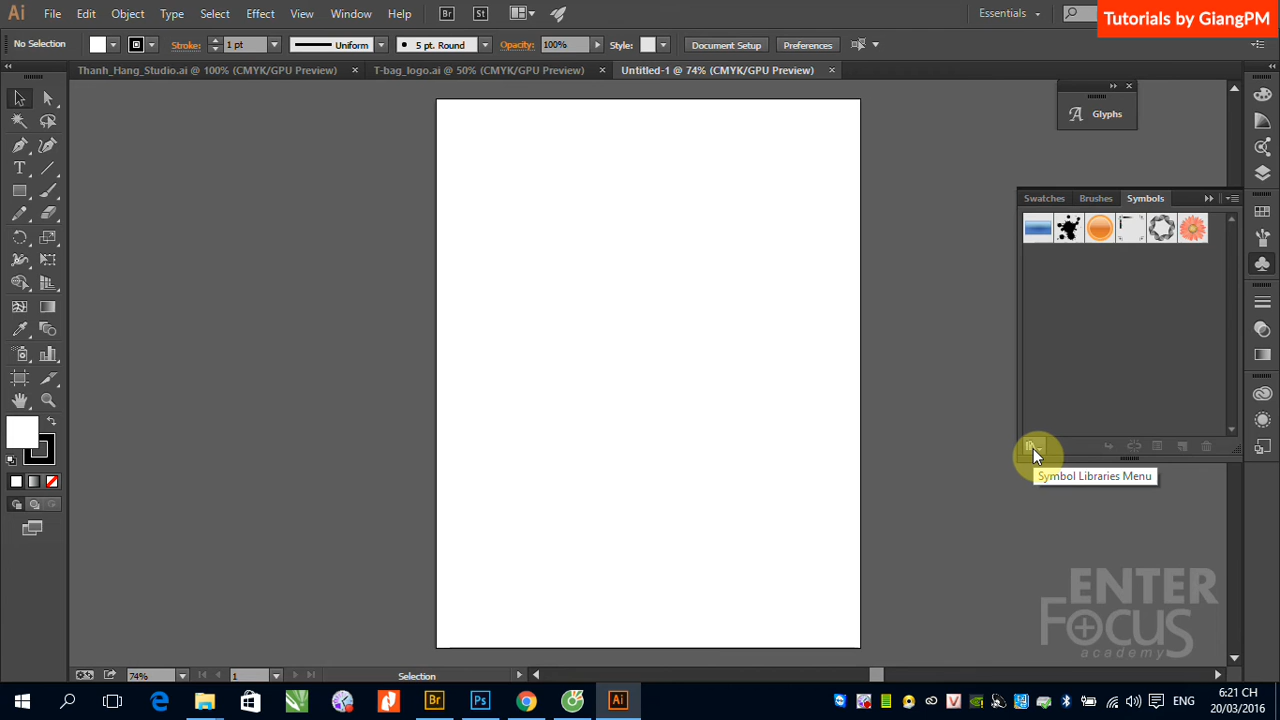 Ai File Edit Object Type Select Effect View Window Help Br St Essentials Tutorials by GiangPM
No Selection Stroke: 1 pt Uniform 5 pt. Round Opacity: 100% Style: Document Setup Preferences
Thanh_Hang_Studio.ai @ 100% (CMYK/GPU Preview) × T-bag_logo.ai @ 50% (CMYK/GPU Preview) × Untitled-1 @ 74% (CMYK/GPU Preview) ×
Glyphs
Swatches Brushes Symbols
Symbol Libraries Menu
ENTER
FOCUS
academy
74% 1 Selection
Br Ps Ai ENG 6:21 CH
20/03/2016